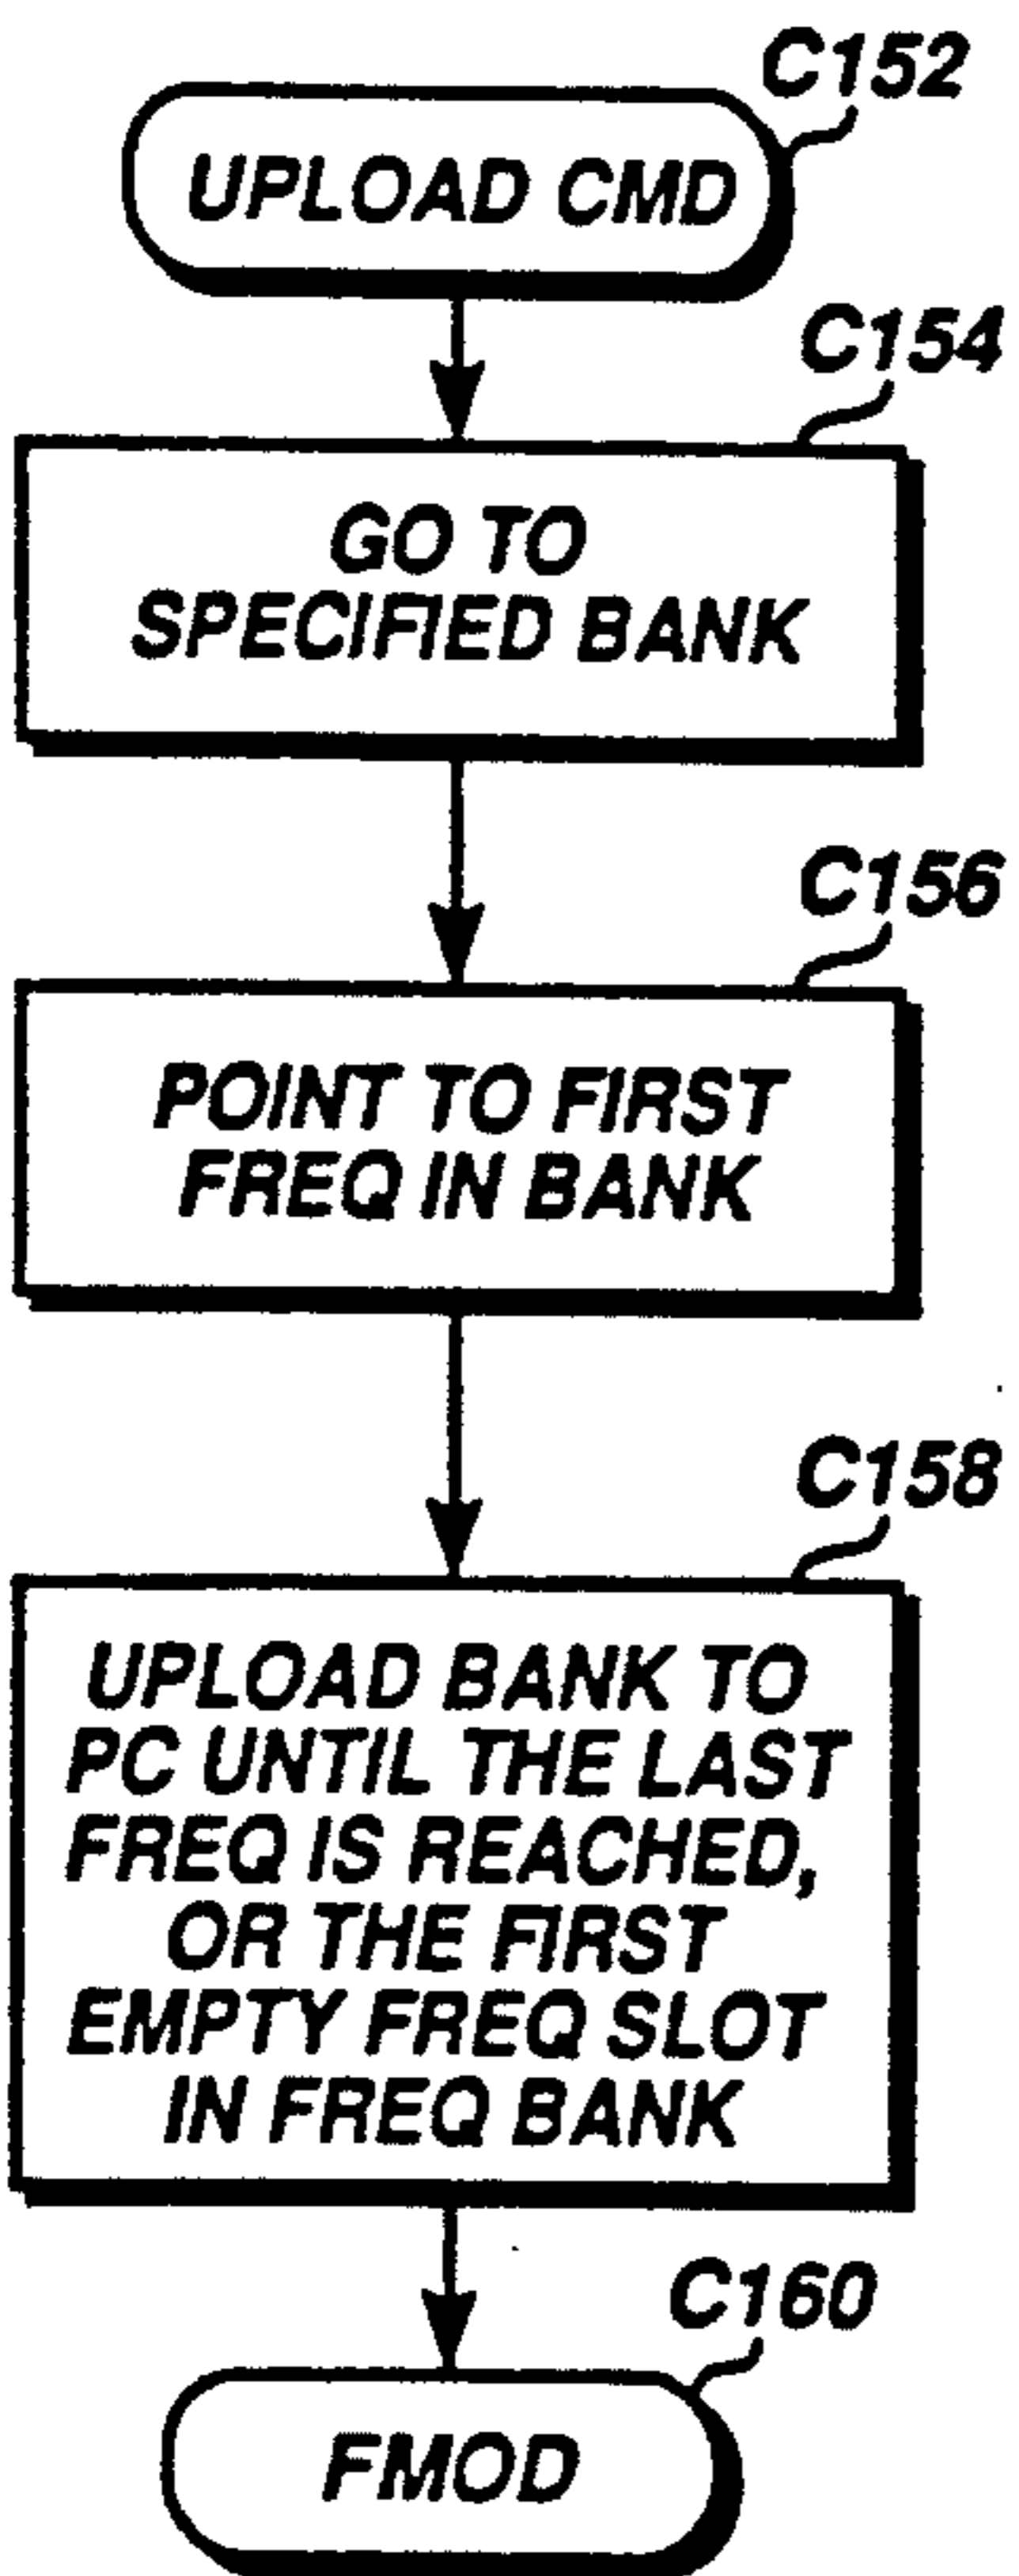 C152
UPLOAD CMD
C154
GO TO
SPECIFIED BANK
C156
POINT TO FIRST
FREQ IN BANK
C158
UPLOAD BANK TO
PC UNTIL THE LAST
FREQ IS REACHED,
OR THE FIRST
EMPTY FREQ SLOT
IN FREQ BANK
C160
FMOD